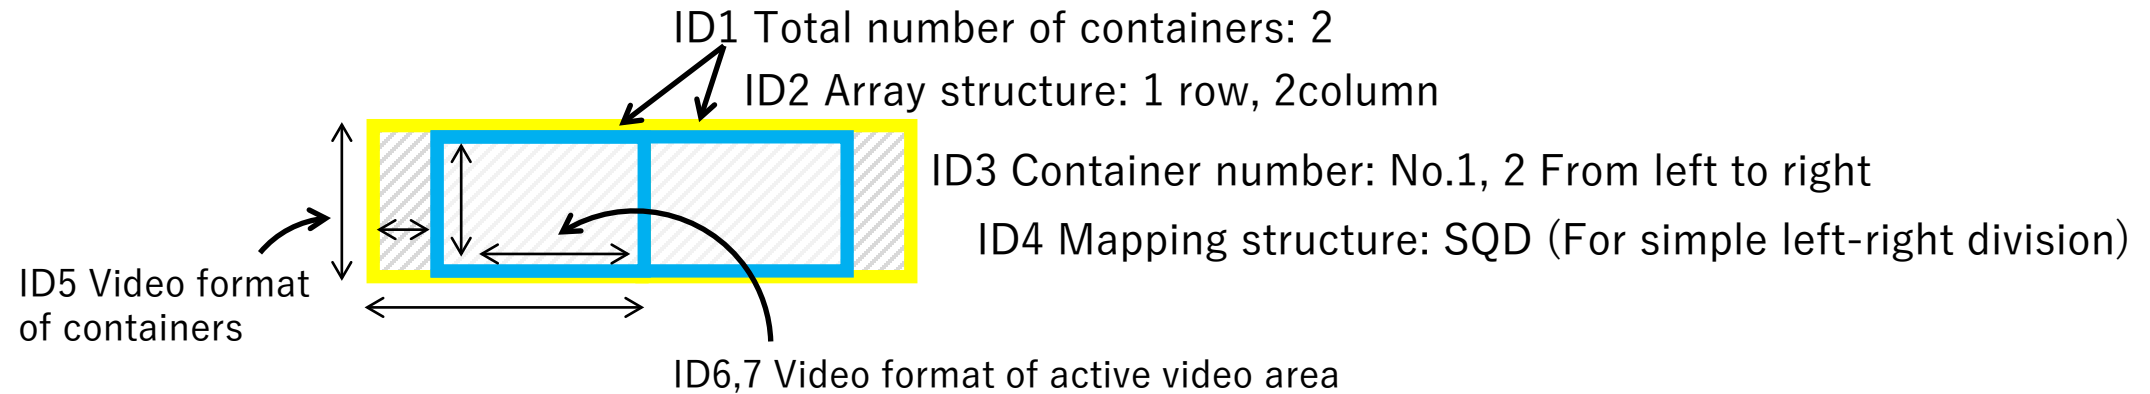 ID1 Total number of containers: 2
ID2 Array structure: 1 row, 2column
ID3 Container number: No.1, 2 From left to right
ID4 Mapping structure: SQD (For simple left-right division)
ID5 Video format
of containers
ID6,7 Video format of active video area